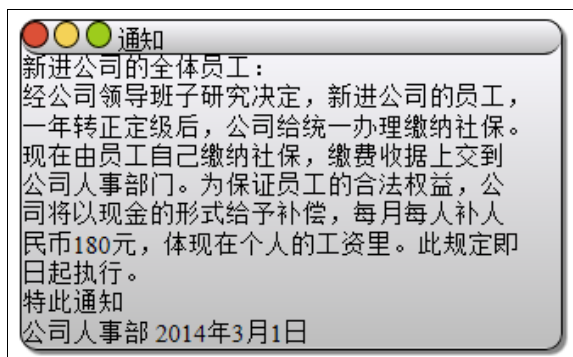 通知
新进公司的全体员工：
经公司领导班子研究决定，新进公司的员工，
一年转正定级后，公司给统一办理缴纳社保。
现在由员工自己缴纳社保，缴费收据上交到
公司人事部门。为保证员工的合法权益，公
司将以现金的形式给予补偿，每月每人补人
民币180元，体现在个人的工资里。此规定即
日起执行。
特此通知
公司人事部 2014年3月1日